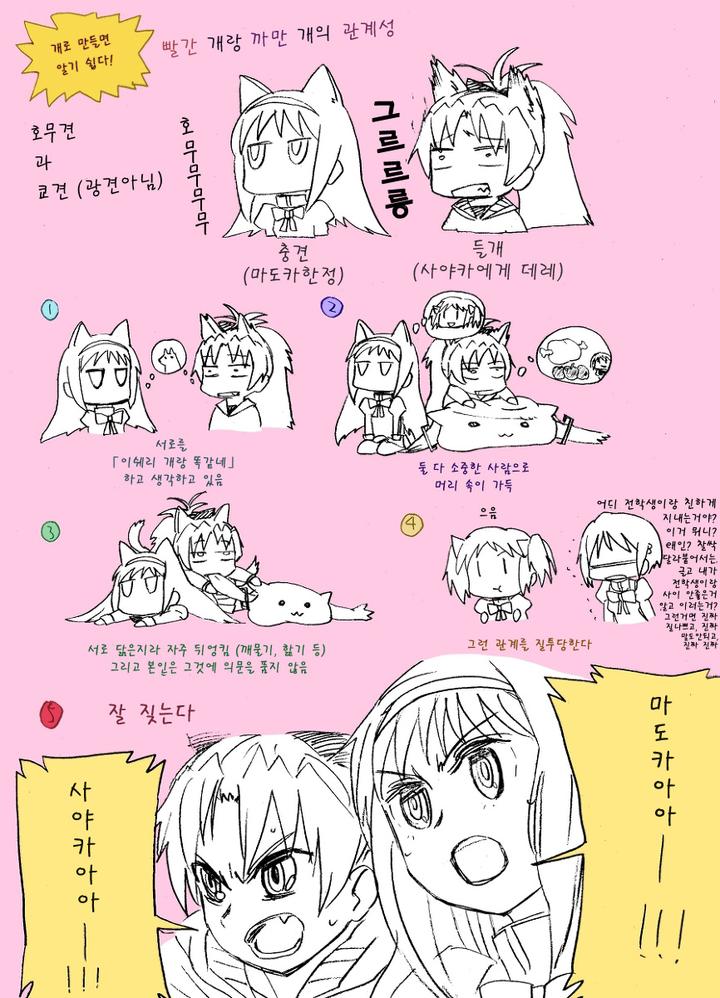 개로 만들면
알기 쉽다!
빨간 개랑 까만 개의 관계성
호무견
과
쿄견 (광견아님)
호무무무무무
그르르릉
충견
(마도카한정)
들개
(사야카에게 데레)
1
서로를
「이쉐리 개랑 똑같네」
하고 생각하고 있음
2
둘 다 소중한 사람으로
머리 속이 가득
3
서로 닮은지라 자주 뒤엉킴 (깨물기, 핥기 등)
그리고 본인은 그것에 의문을 품지 않음
4
으음
어디 전학생이랑 친하게
지내는거야?
이거 뭐니?
애인? 찰싹
달라붙어서는,
글고 내가
전학생이랑
사이 안좋은거
알고 이러는거?
그런거면 진짜
질나쁘고, 진짜
말도안되고,
진짜 진짜
그런 관계를 질투당한다
5
잘 짖는다
사야카아아ㅡ!!!
마도카아아ㅡ!!!